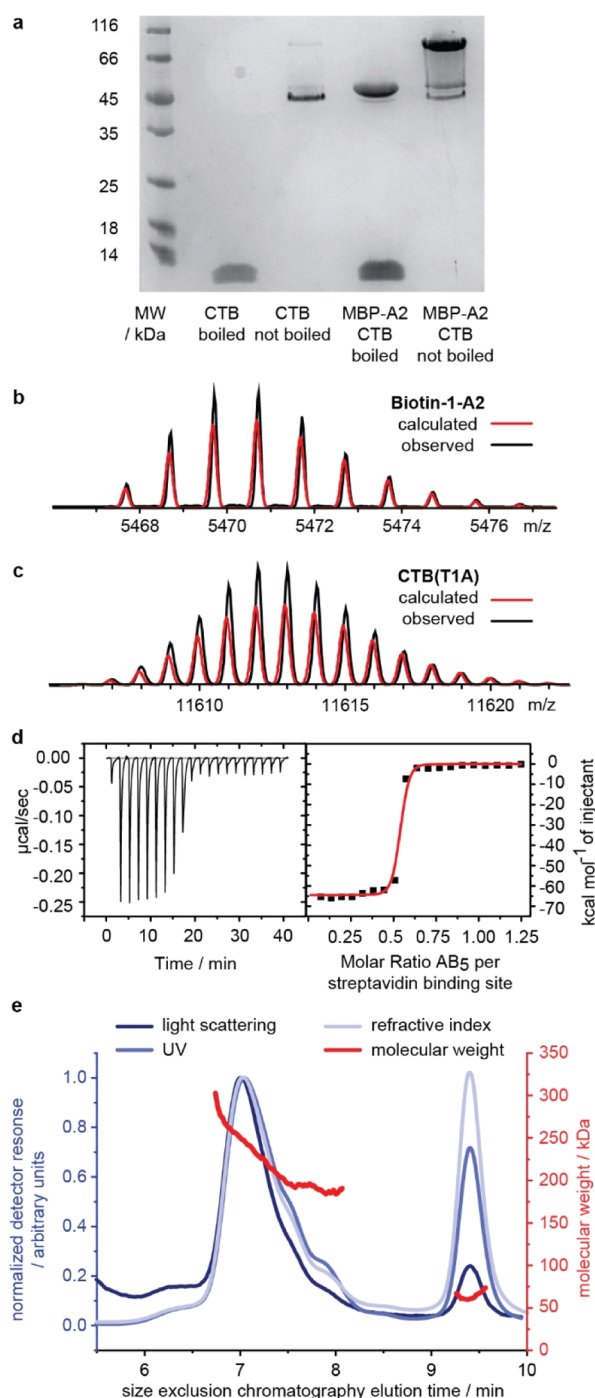 a
116
66
45
35
25
18
14
MW / kDa
CTB boiled
CTB not boiled
MBP-A2 CTB boiled
MBP-A2 CTB not boiled
b
Biotin-1-A2
calculated
observed
5468 5470 5472 5474 5476 m/z
c
CTB(T1A)
calculated
observed
11610 11615 11620 m/z
d
0.00
-0.05
-0.10
-0.15
-0.20
-0.25
µcal/sec
0 10 20 30 40
Time / min
0
-10
-20
-30
-40
-50
-60
-70
kcal mol⁻¹ of injectant
0.25 0.50 0.75 1.00 1.25
Molar Ratio AB₅ per
streptavidin binding site
e
light scattering
refractive index
UV
molecular weight
1.0
0.8
0.6
0.4
0.2
0.0
normalized detector resonse
/ arbitrary units
350
300
250
200
150
100
50
0
molecular weight / kDa
6 7 8 9 10
size exclusion chromatography elution time / min